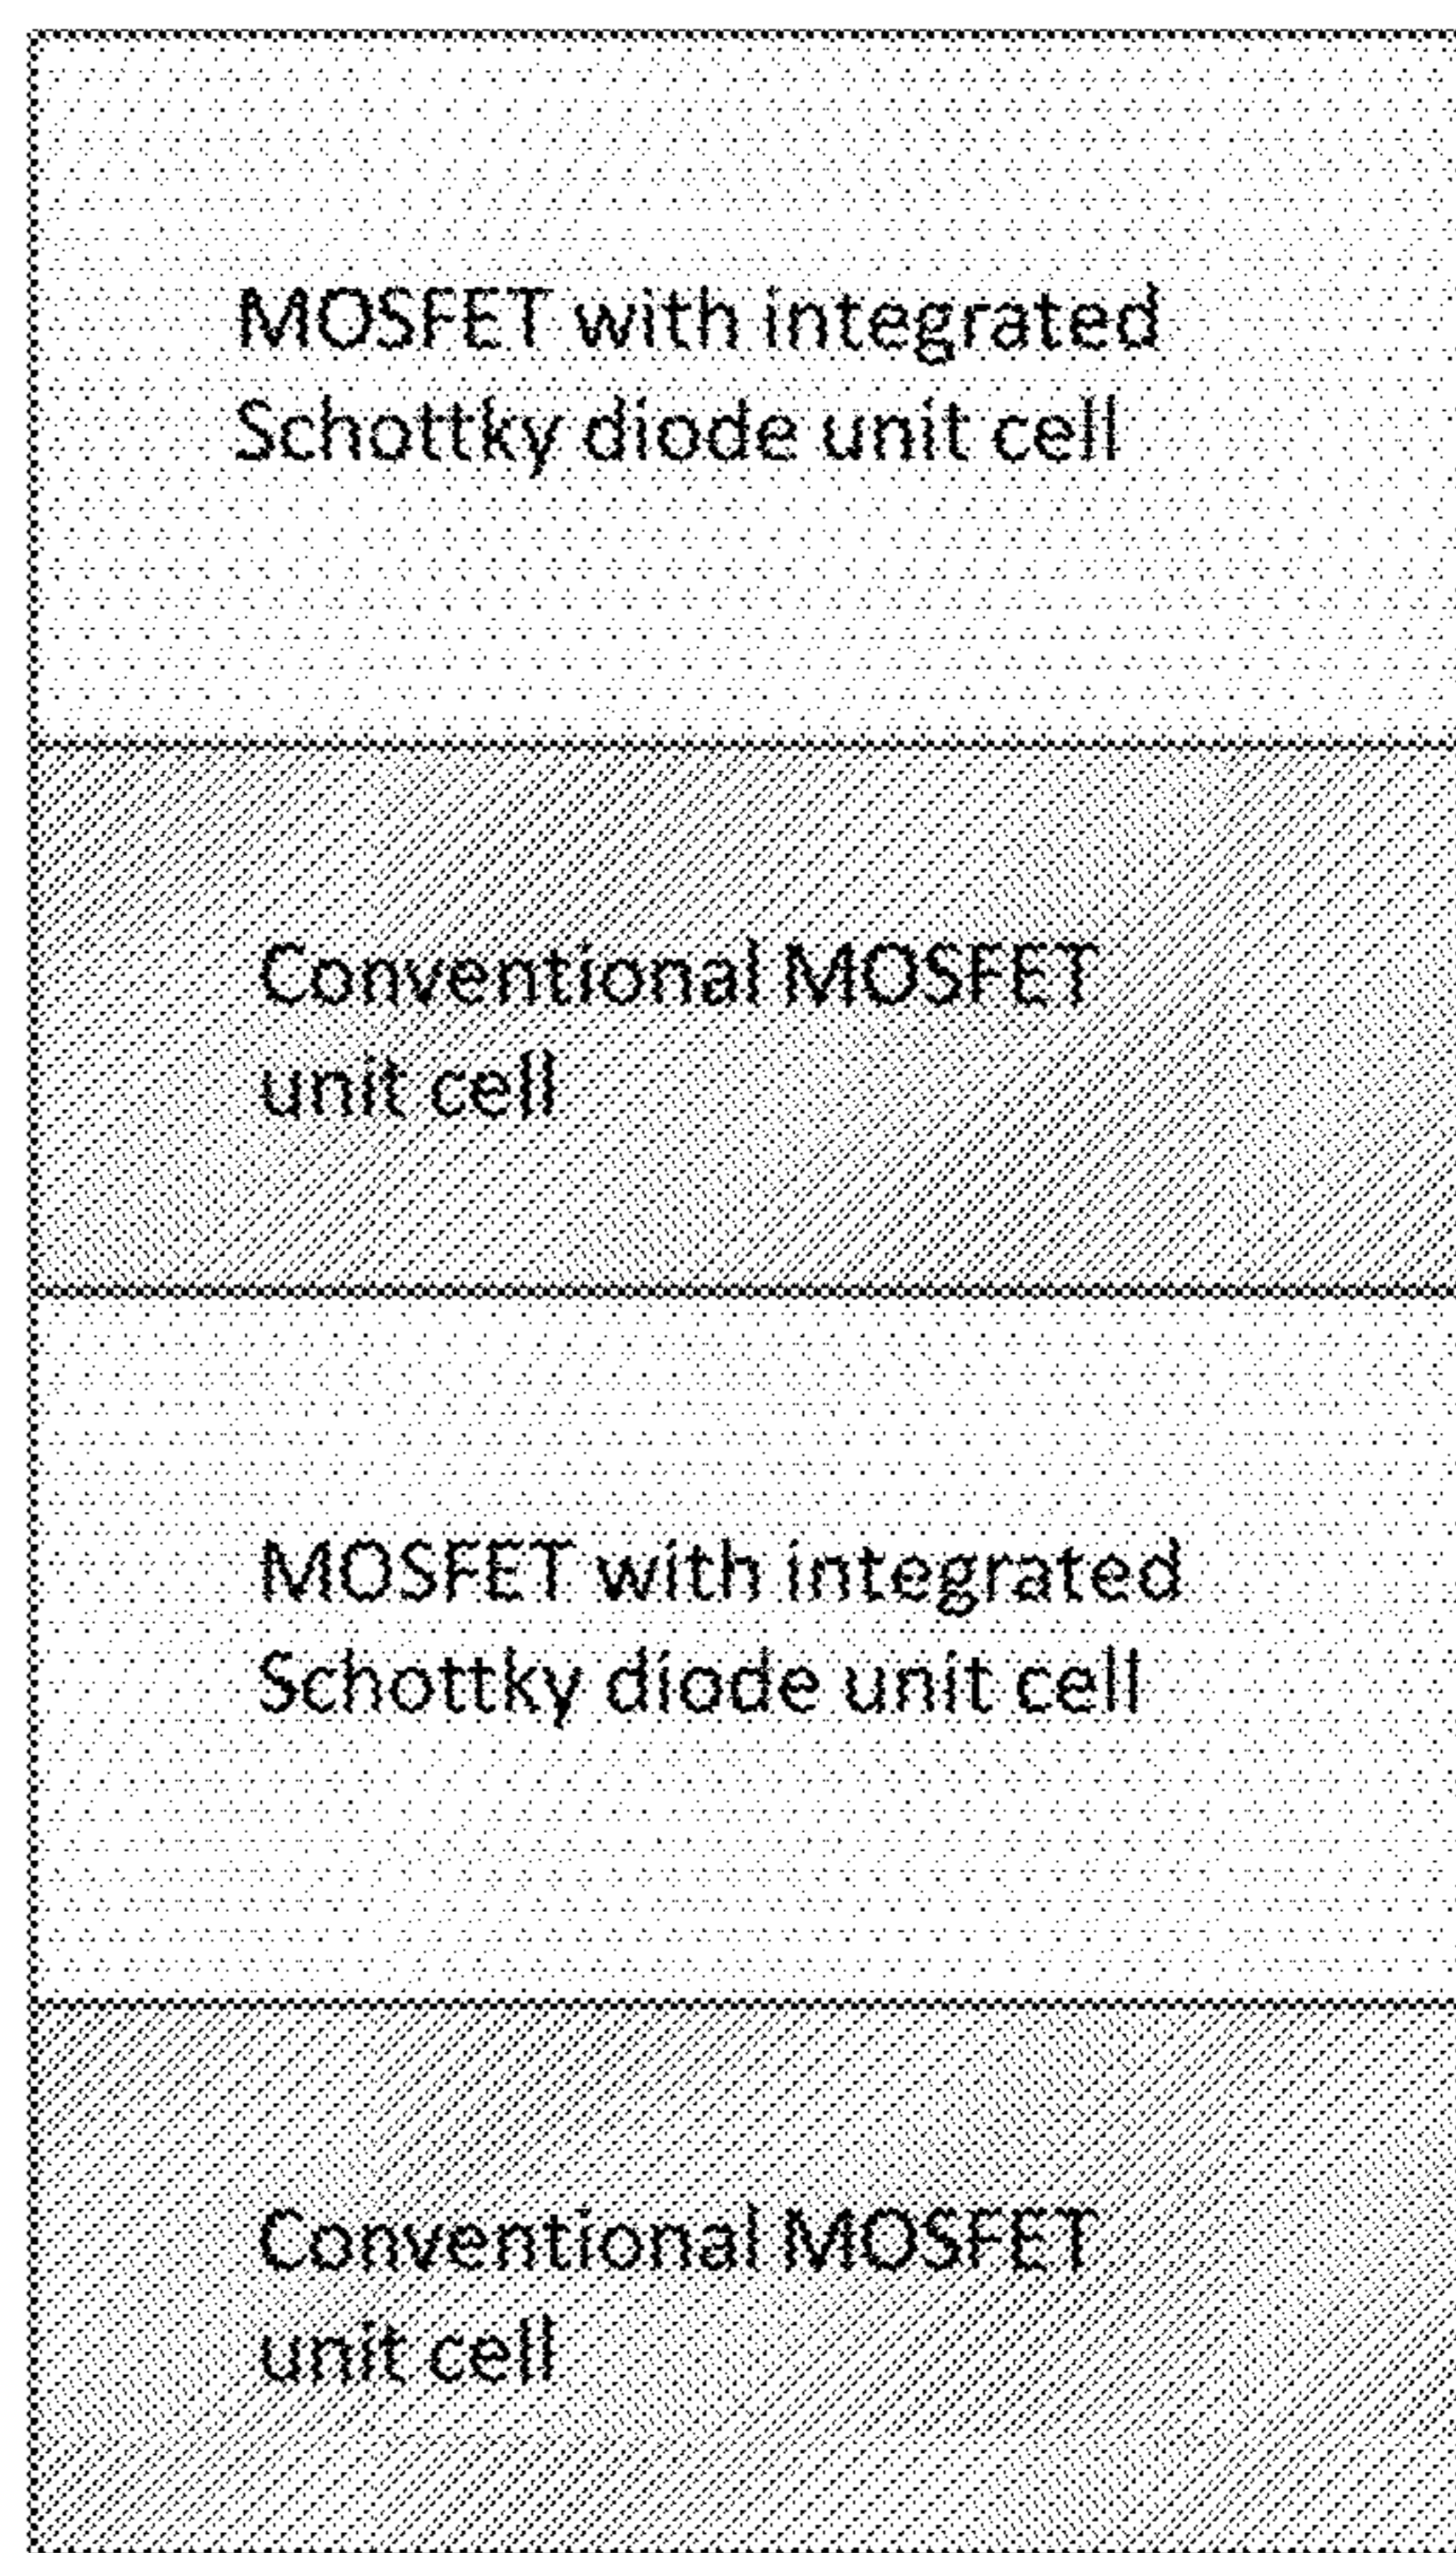 MOSFET with integrated
Schottky diode unit cell
Conventional MOSFET
unit cell
MOSFET with integrated
Schottky diode unit cell
Conventional MOSFET
unit cell